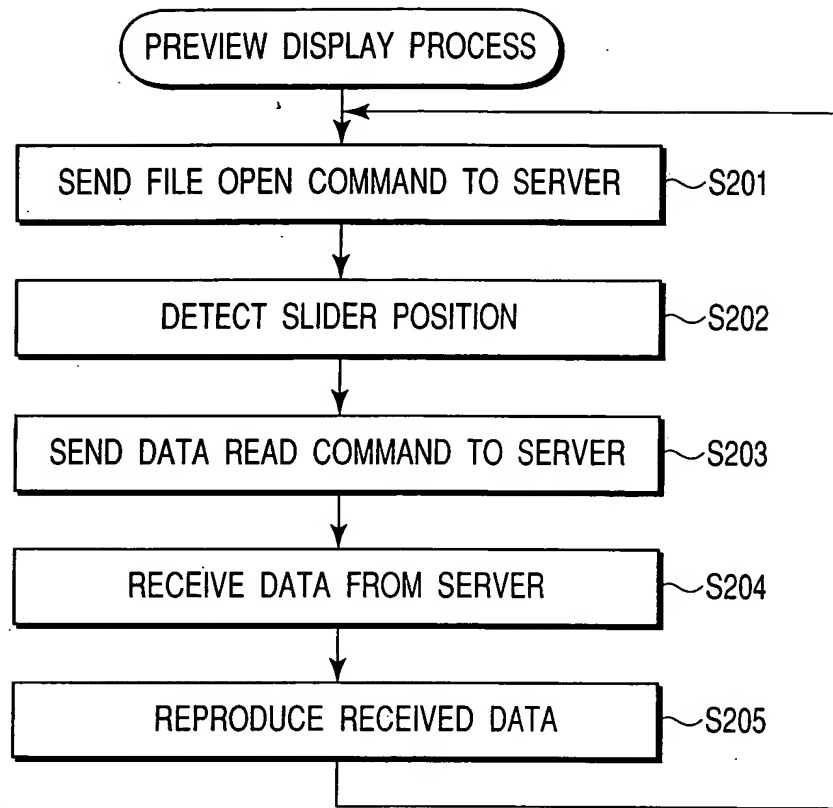 PREVIEW DISPLAY PROCESS
SEND FILE OPEN COMMAND TO SERVER S201
DETECT SLIDER POSITION S202
SEND DATA READ COMMAND TO SERVER S203
RECEIVE DATA FROM SERVER S204
REPRODUCE RECEIVED DATA S205